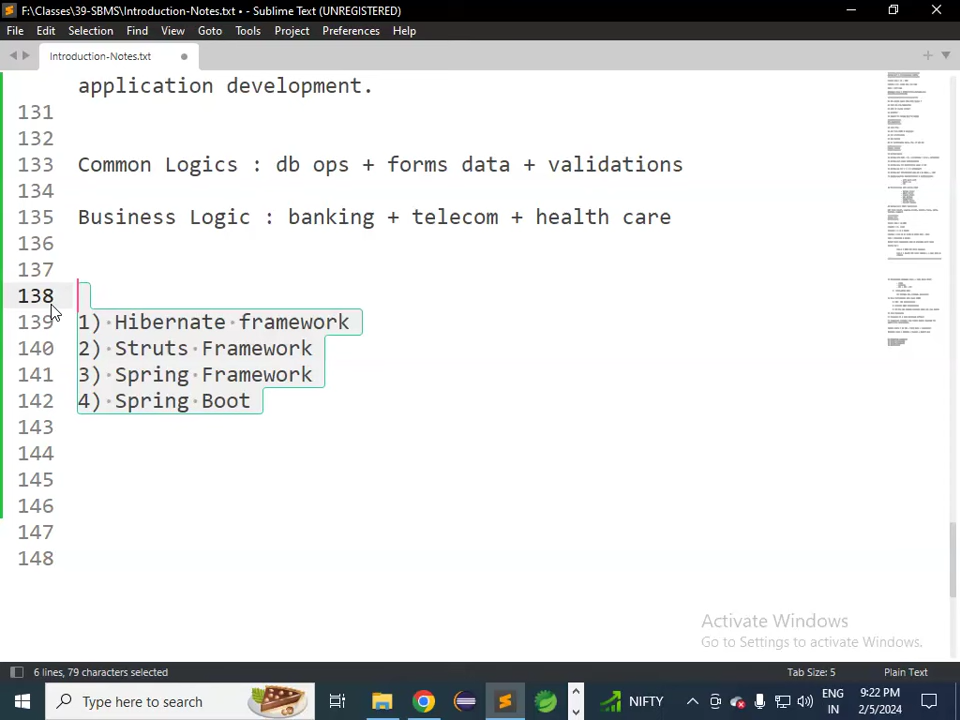 F:\Classes\39-SBMS\Introduction-Notes.txt • - Sublime Text (UNREGISTERED)
File Edit Selection Find View Goto Tools Project Preferences Help
Introduction-Notes.txt
application development.
131
132
133 Common Logics : db ops + forms data + validations
134
135 Business Logic : banking + telecom + health care
136
137
138
139 1) Hibernate framework
140 2) Struts Framework
141 3) Spring Framework
142 4) Spring Boot
143
144
145
146
147
148
Activate Windows
Go to Settings to activate Windows.
6 lines, 79 characters selected Tab Size: 5 Plain Text
Type here to search NIFTY ENG IN 9:22 PM 2/5/2024